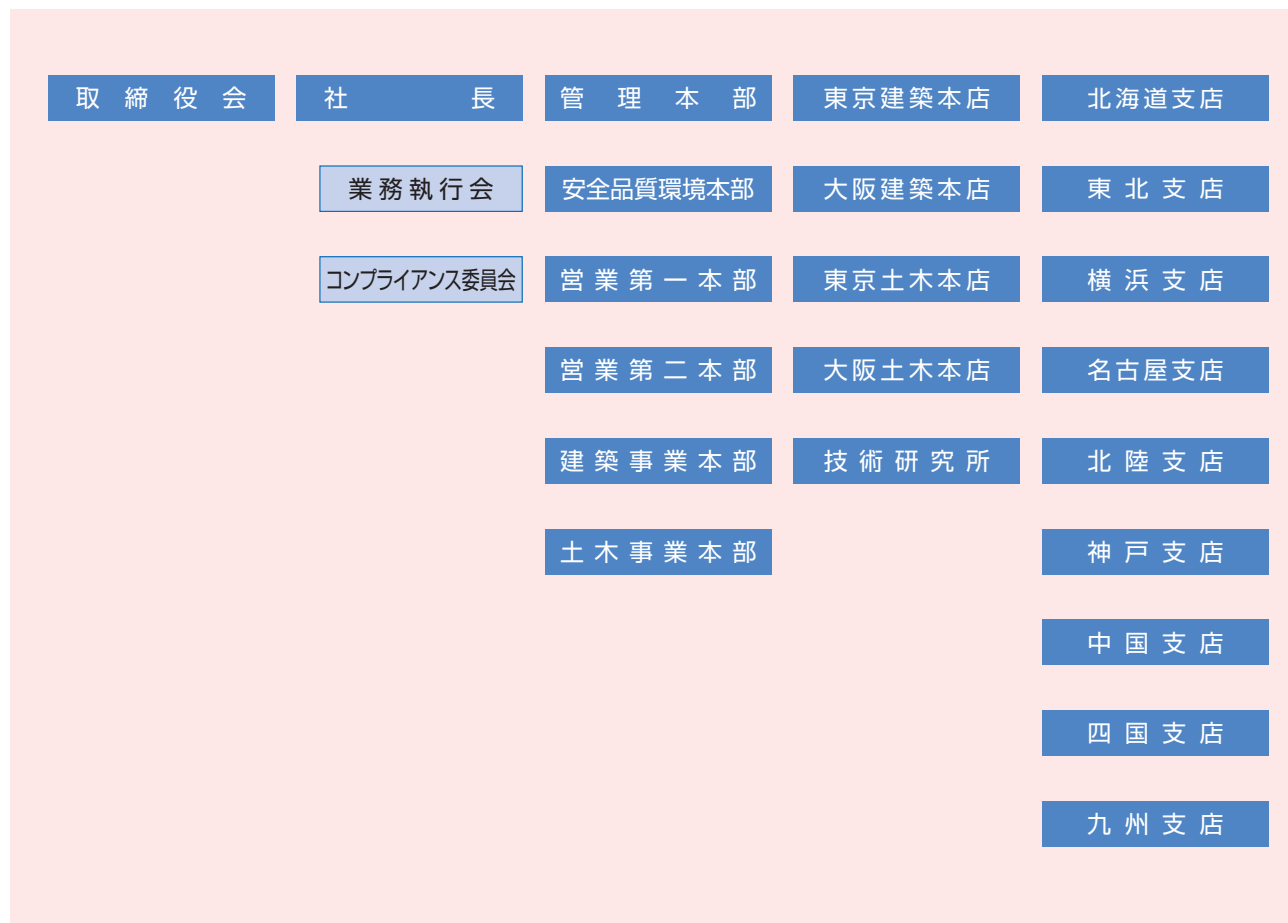 取締役会
社長
業務執行会
コンプライアンス委員会
管理本部
安全品質環境本部
営業第一本部
営業第二本部
建築事業本部
土木事業本部
東京建築本店
大阪建築本店
東京土木本店
大阪土木本店
技術研究所
北海道支店
東北支店
横浜支店
名古屋支店
北陸支店
神戸支店
中国支店
四国支店
九州支店